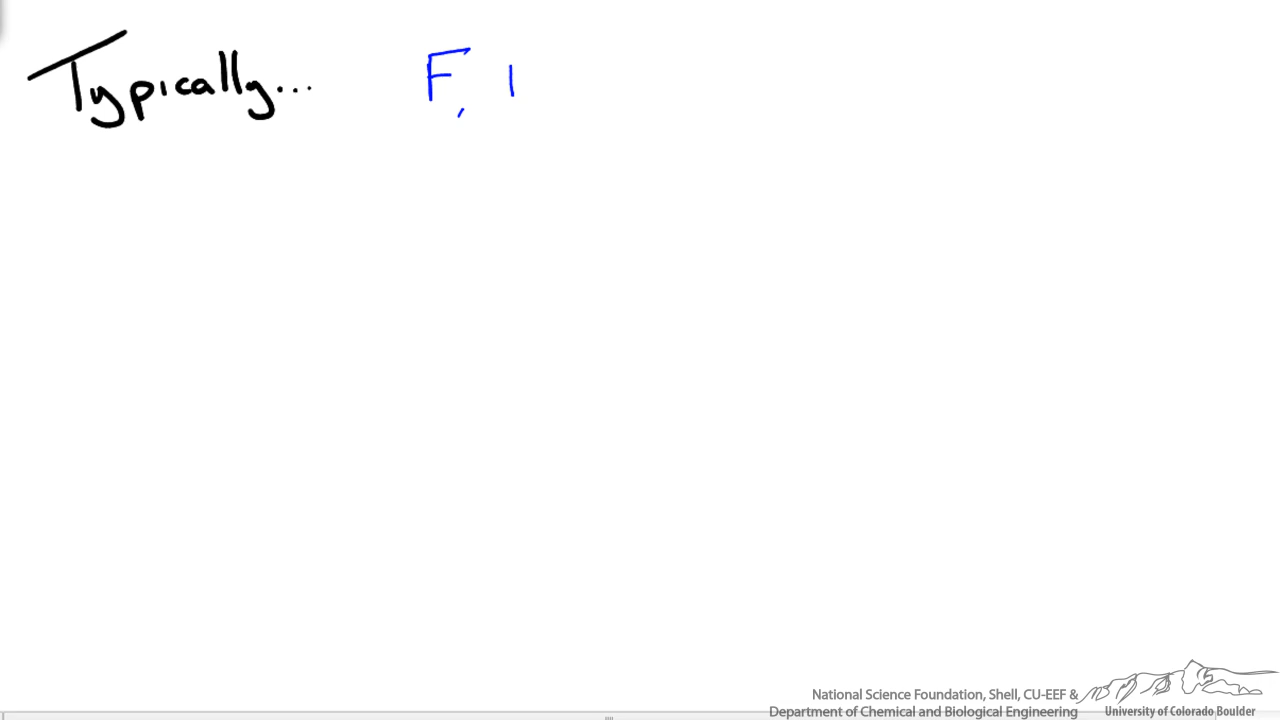 Typically... F, I
National Science Foundation, Shell, CU-EEF &
Department of Chemical and Biological Engineering
University of Colorado Boulder